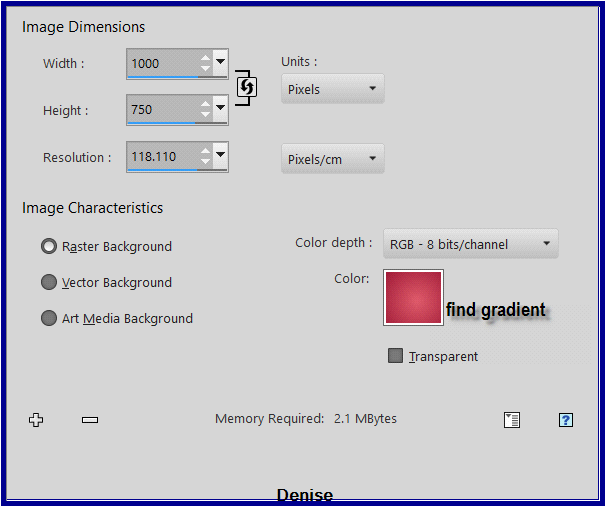 Image Dimensions
Width : 1000
Units :
Pixels
Height : 750
Resolution : 118.110 Pixels/cm
Image Characteristics
Raster Background
Color depth : RGB - 8 bits/channel
Vector Background
Color:
find gradient
Art Media Background
Transparent
Memory Required: 2.1 MBytes
?
Denise